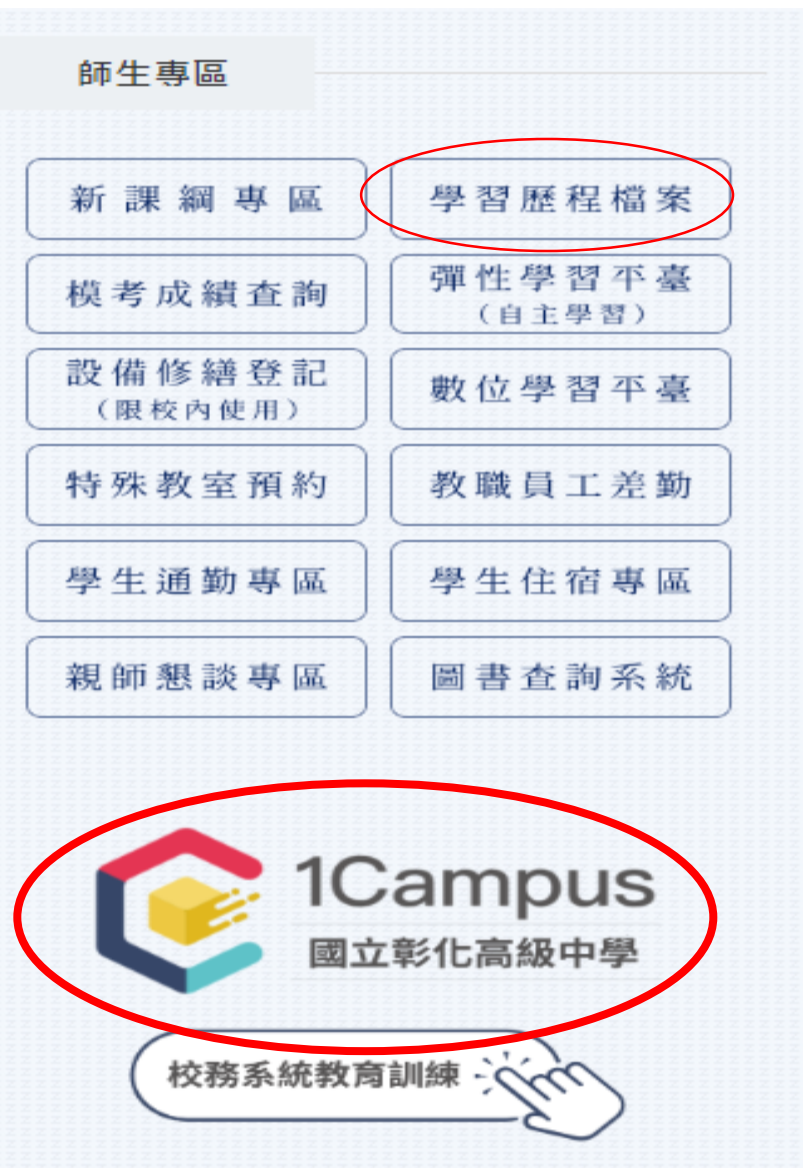 師生專區
新課綱專區
學習歷程檔案
模考成績查詢
彈性學習平臺
（自主學習）
設備修繕登記
（限校內使用）
數位學習平臺
特殊教室預約
教職員工差勤
學生通勤專區
學生住宿專區
親師懇談專區
圖書查詢系統
1Campus
國立彰化高級中學
校務系統教育訓練